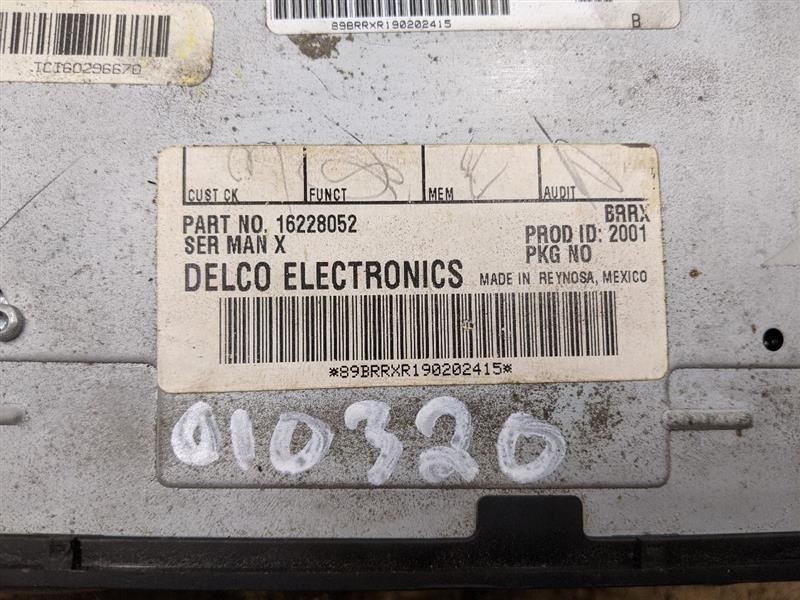 89BRRXR190202415
B
TCI60296670
CUST CK FUNCT MEM AUDIT
PART NO. 16228052 BRRX
SER MAN X PROD ID: 2001
PKG NO
DELCO ELECTRONICS MADE IN REYNOSA, MEXICO
*89BRRXR190202415*
010320